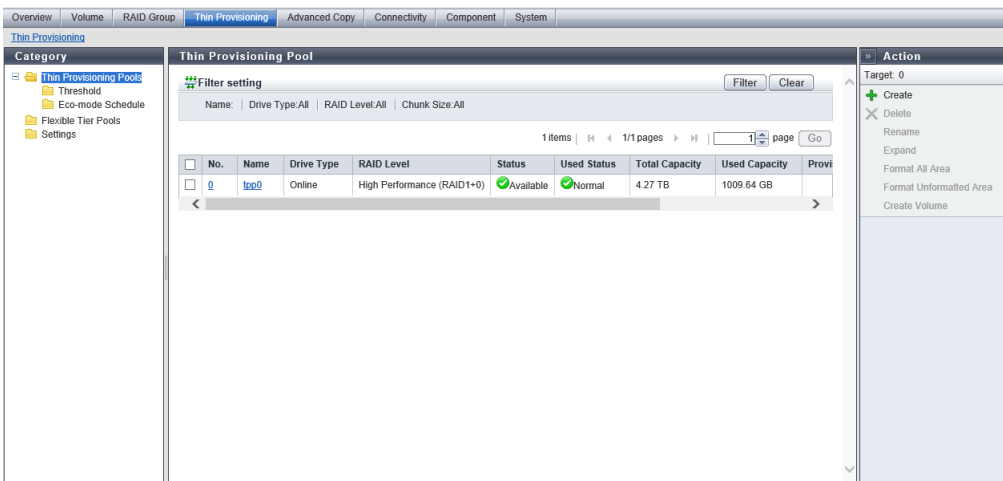 Overview Volume RAID Group Thin Provisioning Advanced Copy Connectivity Component System
Thin Provisioning
Category
Thin Provisioning Pools
Threshold
Eco-mode Schedule
Flexible Tier Pools
Settings
Thin Provisioning Pool
Filter setting Filter Clear
Name: | Drive Type:All | RAID Level:All | Chunk Size:All
1 items | 1/1 pages | 1 page Go
No. Name Drive Type RAID Level Status Used Status Total Capacity Used Capacity Provi
0 tpp0 Online High Performance (RAID1+0) Available Normal 4.27 TB 1009.64 GB
» Action
Target: 0
Create
Delete
Rename
Expand
Format All Area
Format Unformatted Area
Create Volume